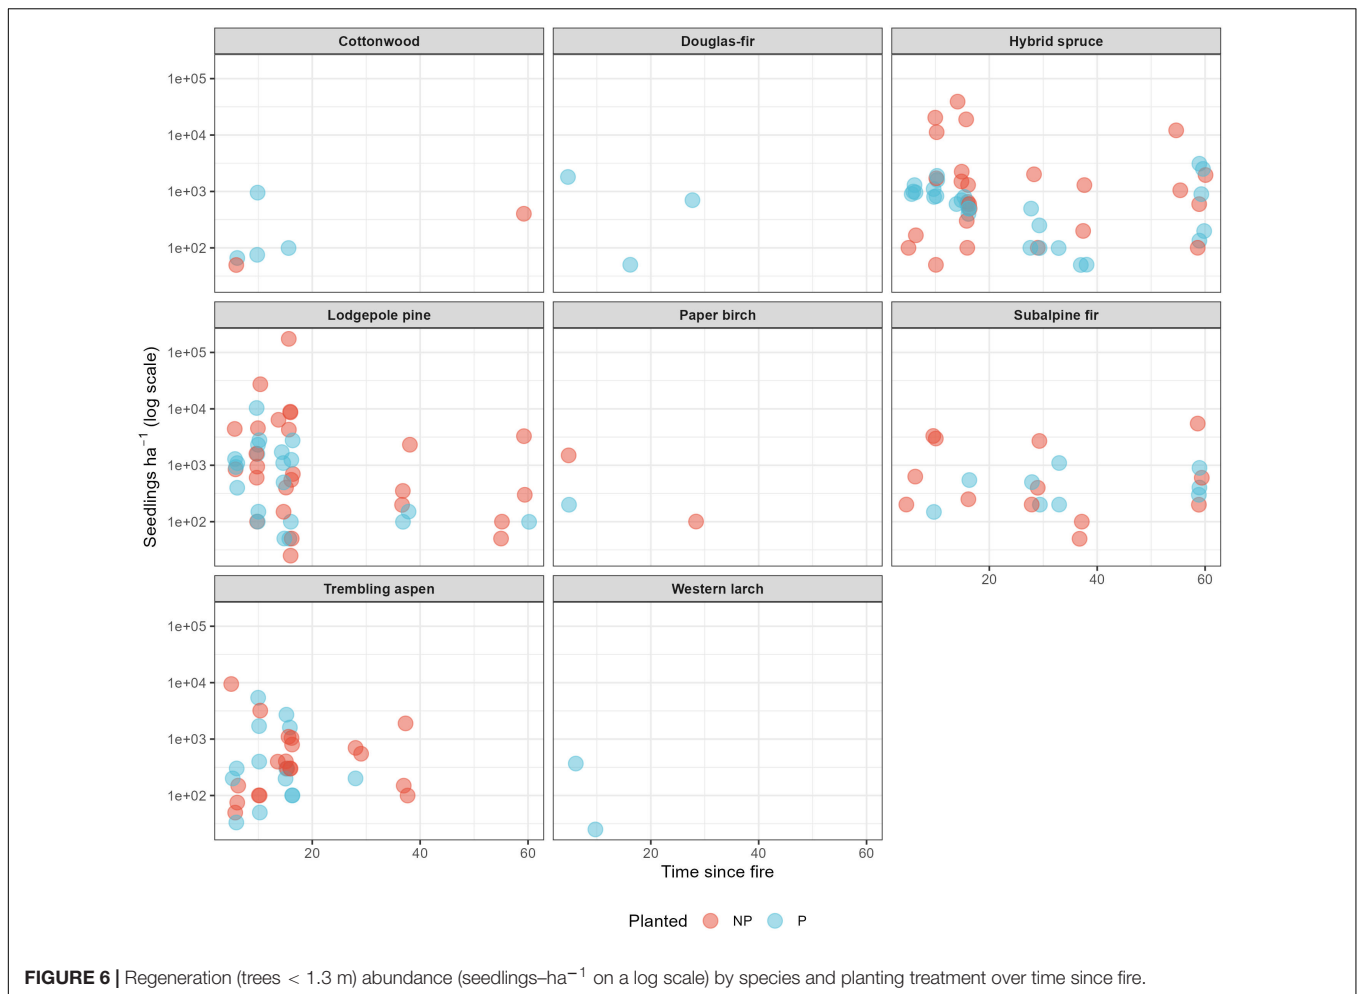 Cottonwood Douglas-fir Hybrid spruce
1e+05
1e+04
1e+03
1e+02
Lodgepole pine Paper birch Subalpine fir
1e+05
1e+04
1e+03
1e+02
20 40 60
Trembling aspen Western larch
1e+05
1e+04
1e+03
1e+02
20 40 60 20 40 60
Seedlings ha⁻¹ (log scale)
Time since fire
Planted NP P
FIGURE 6 | Regeneration (trees < 1.3 m) abundance (seedlings–ha⁻¹ on a log scale) by species and planting treatment over time since fire.